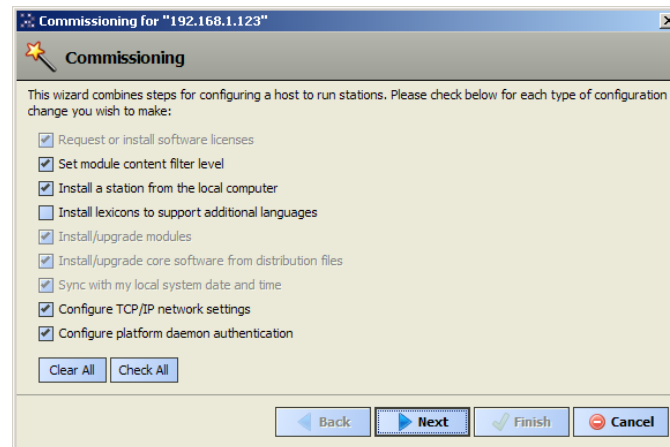 Commissioning for "192.168.1.123"
Commissioning
This wizard combines steps for configuring a host to run stations. Please check below for each type of configuration
change you wish to make:
Request or install software licenses
Set module content filter level
Install a station from the local computer
Install lexicons to support additional languages
Install/upgrade modules
Install/upgrade core software from distribution files
Sync with my local system date and time
Configure TCP/IP network settings
Configure platform daemon authentication
Clear All Check All
Back Next Finish Cancel